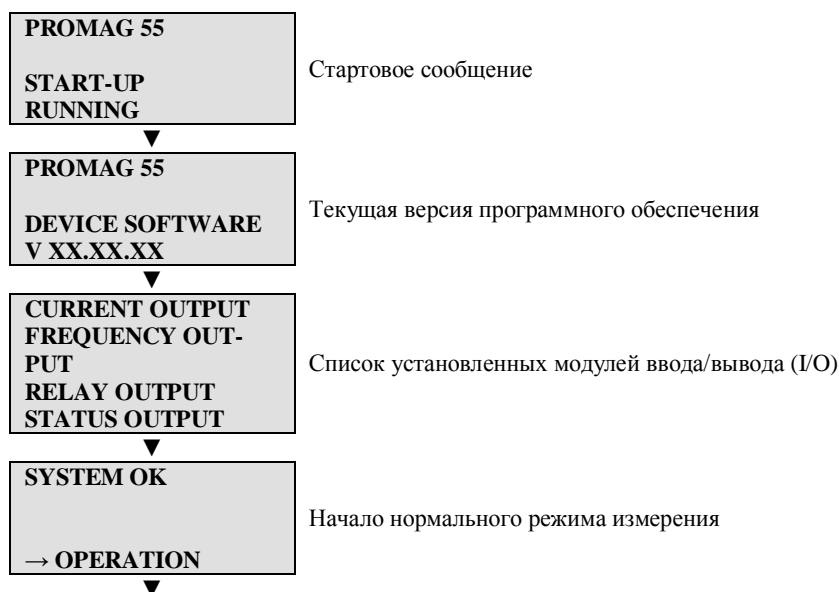 PROMAG 55
START-UP
RUNNING
Стартовое сообщение
▼
PROMAG 55
DEVICE SOFTWARE
V XX.XX.XX
Текущая версия программного обеспечения
▼
CURRENT OUTPUT
FREQUENCY OUT-
PUT
RELAY OUTPUT
STATUS OUTPUT
Список установленных модулей ввода/вывода (I/O)
▼
SYSTEM OK
→ OPERATION
Начало нормального режима измерения
▼